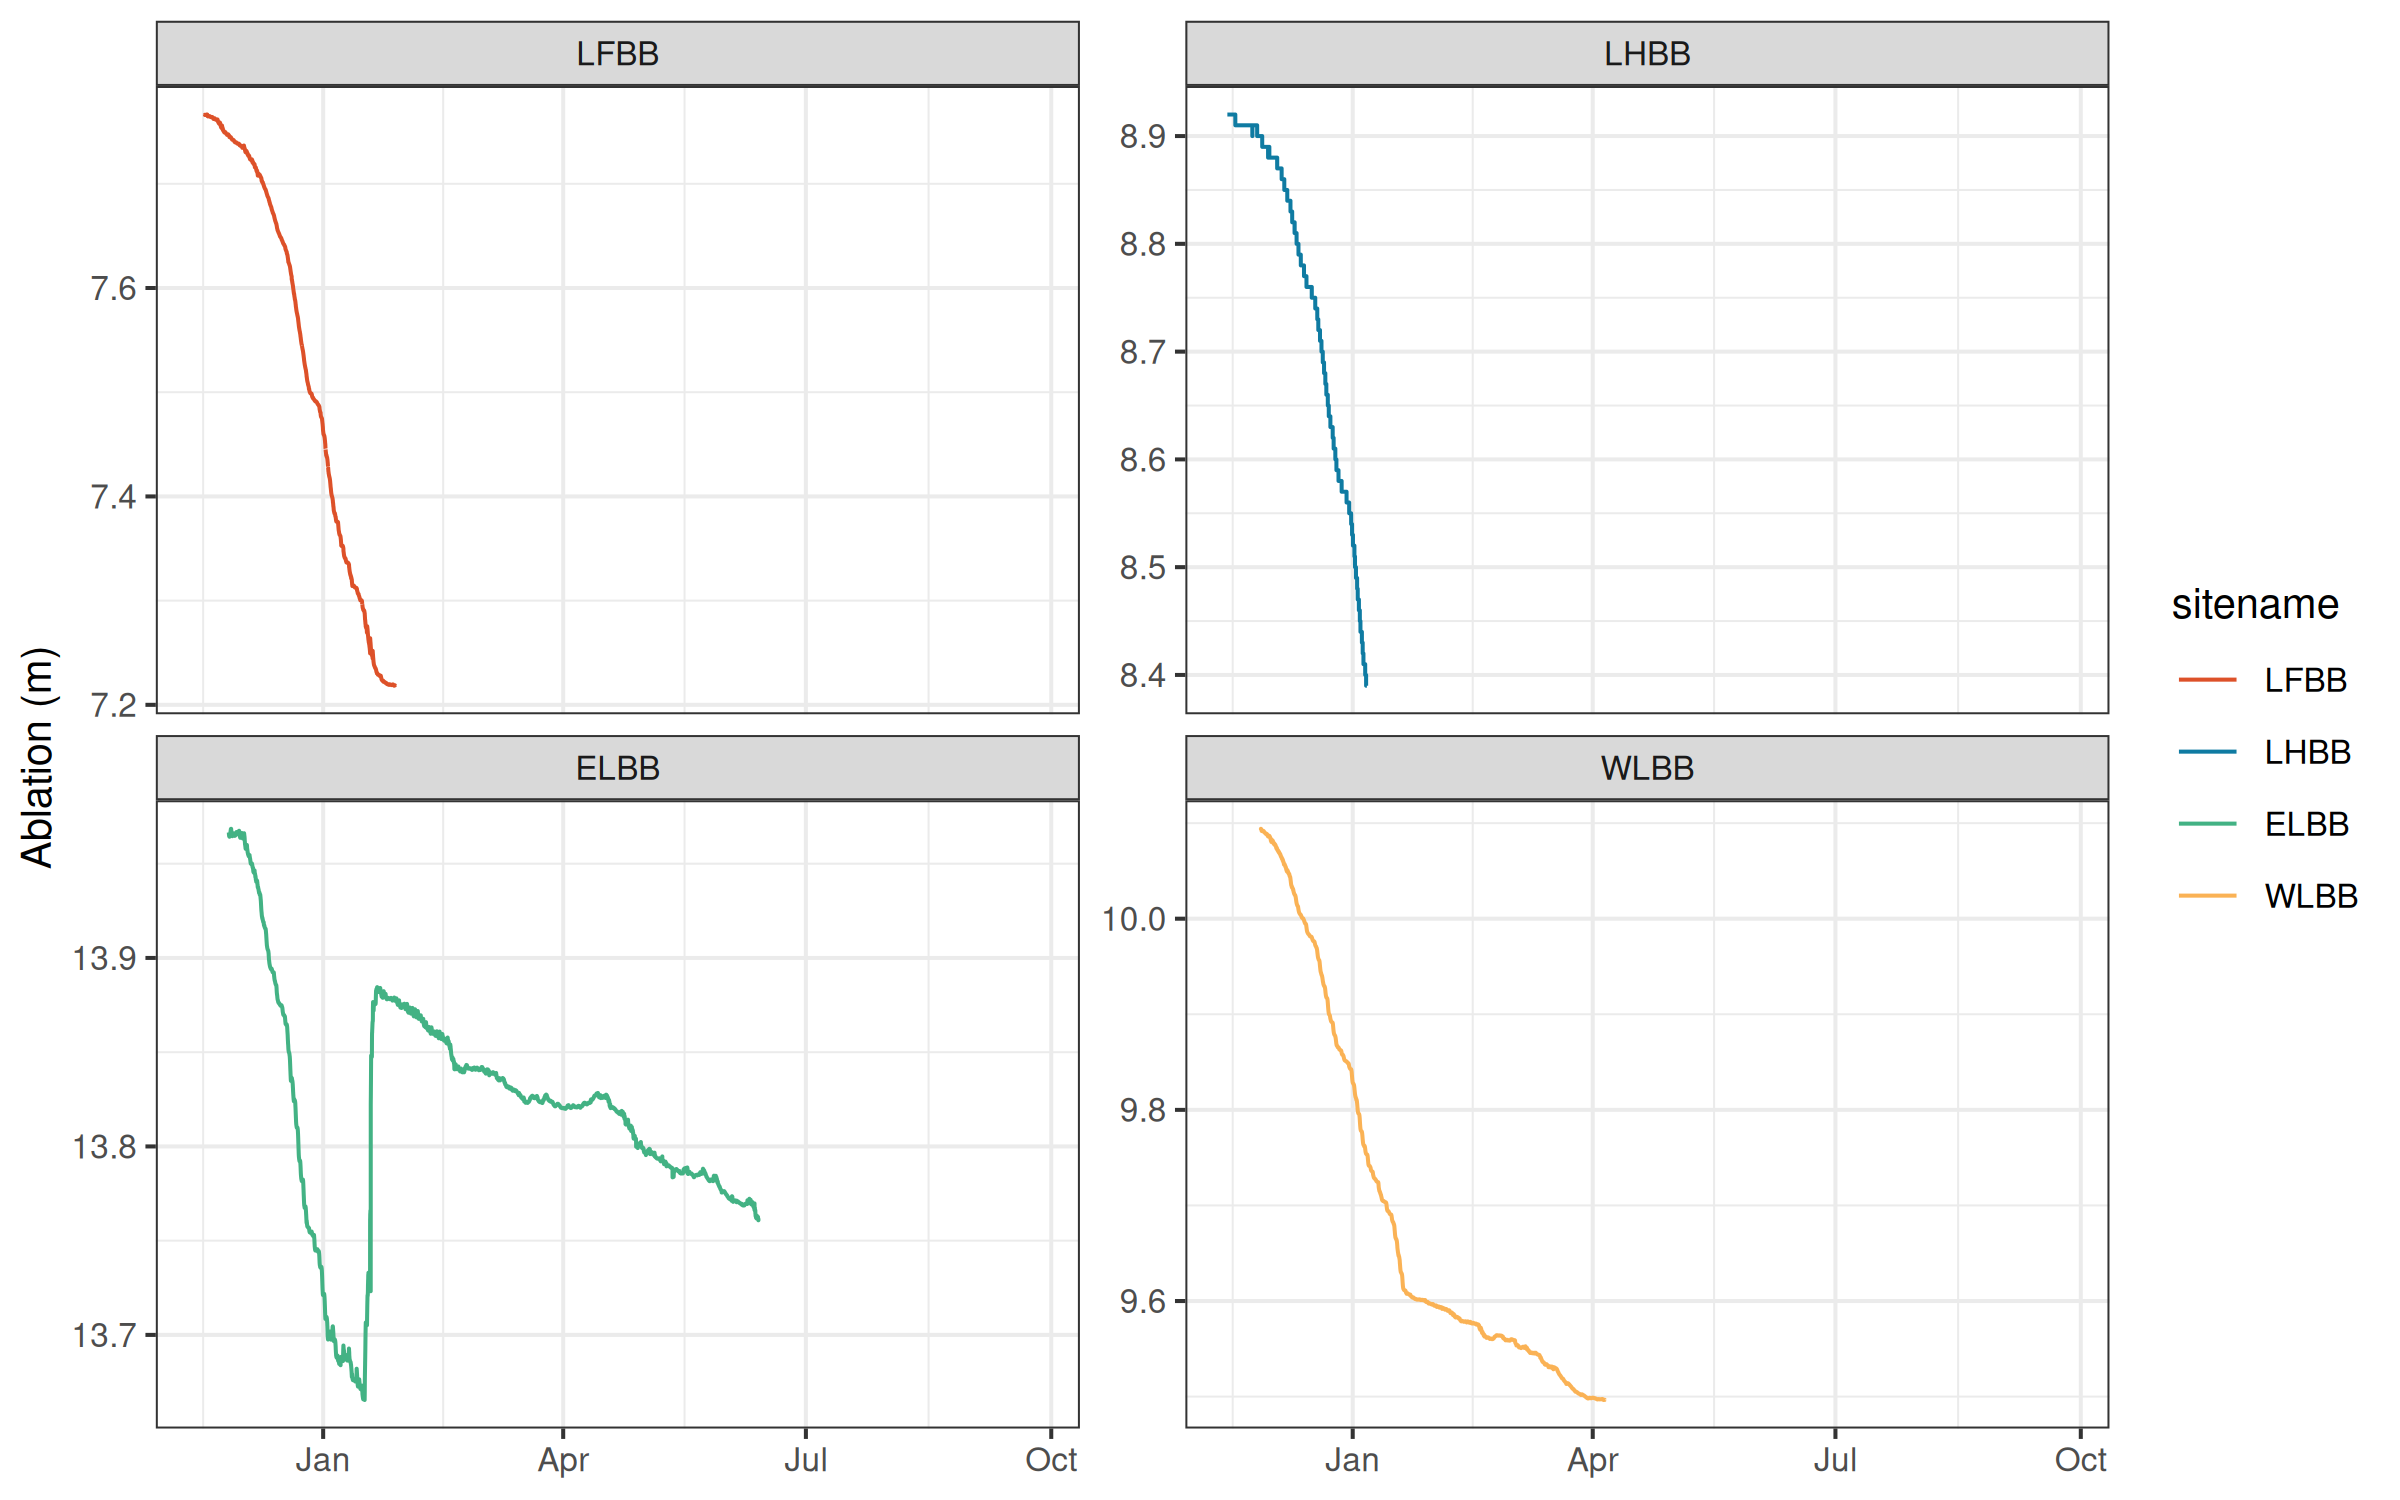 LFBB
LHBB
7.6
7.4
7.2
8.9
8.8
8.7
8.6
8.5
8.4
ELBB
WLBB
13.9
13.8
13.7
10.0
9.8
9.6
Jan Apr Jul Oct
Jan Apr Jul Oct
Ablation (m)
sitename
LFBB
LHBB
ELBB
WLBB